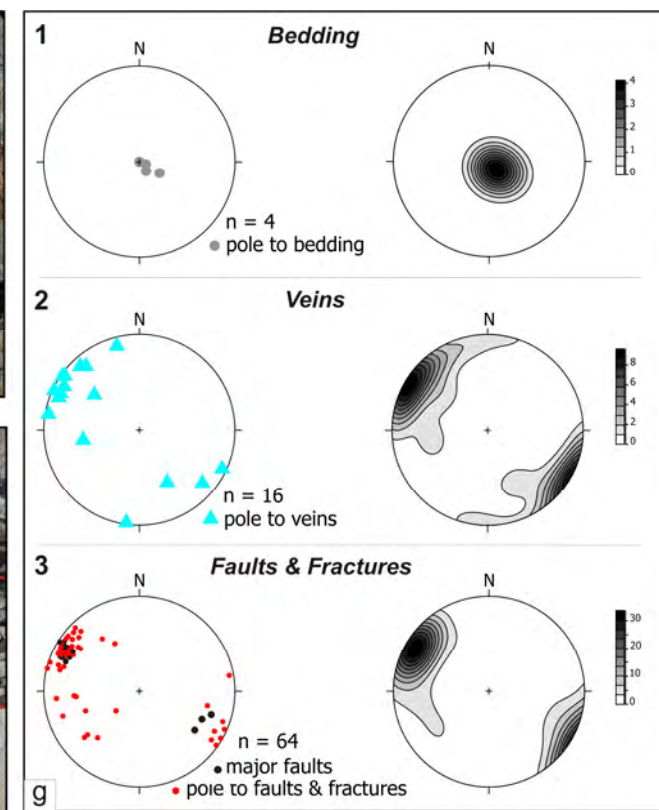 1 Bedding
N
N
4
3
2
1
0
n = 4
pole to bedding
2 Veins
N
N
8
6
4
2
0
n = 16
pole to veins
3 Faults & Fractures
N
N
30
20
10
0
n = 64
major faults
pole to faults & fractures
g